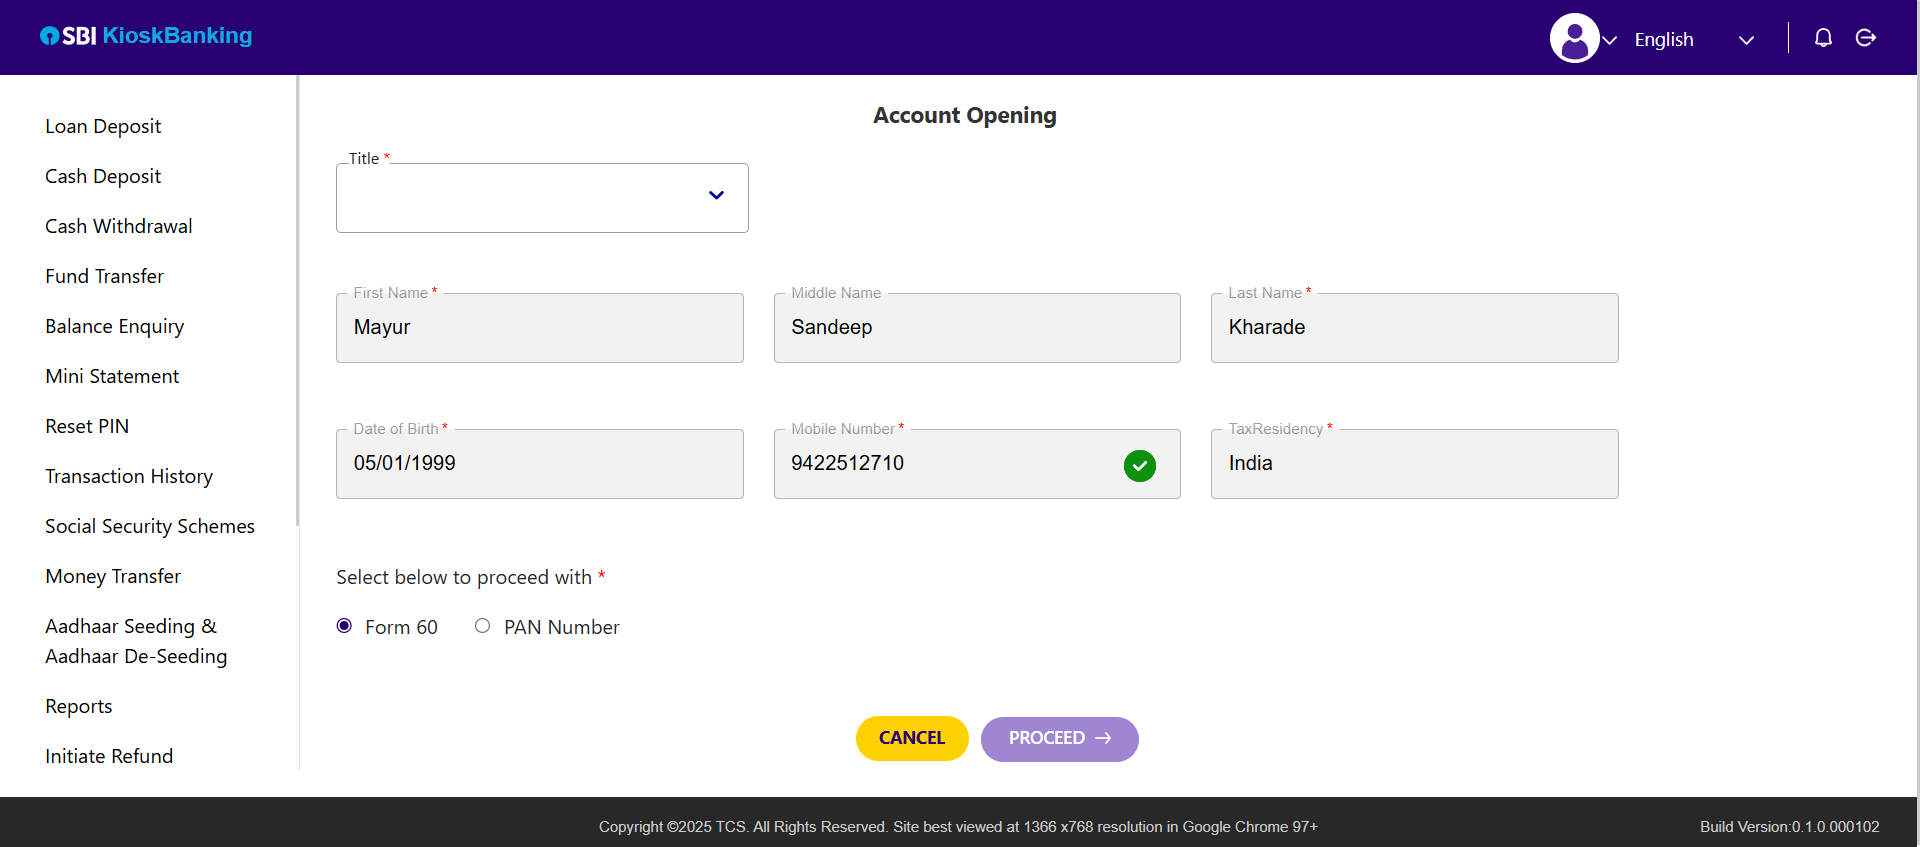 SBI KioskBanking
English
Loan Deposit
Cash Deposit
Cash Withdrawal
Fund Transfer
Balance Enquiry
Mini Statement
Reset PIN
Transaction History
Social Security Schemes
Money Transfer
Aadhaar Seeding &
Aadhaar De-Seeding
Reports
Initiate Refund
Account Opening
Title *
First Name *
Mayur
Middle Name
Sandeep
Last Name *
Kharade
Date of Birth *
05/01/1999
Mobile Number *
9422512710
TaxResidency *
India
Select below to proceed with *
Form 60 PAN Number
CANCEL PROCEED →
Copyright ©2025 TCS. All Rights Reserved. Site best viewed at 1366 x768 resolution in Google Chrome 97+
Build Version:0.1.0.000102